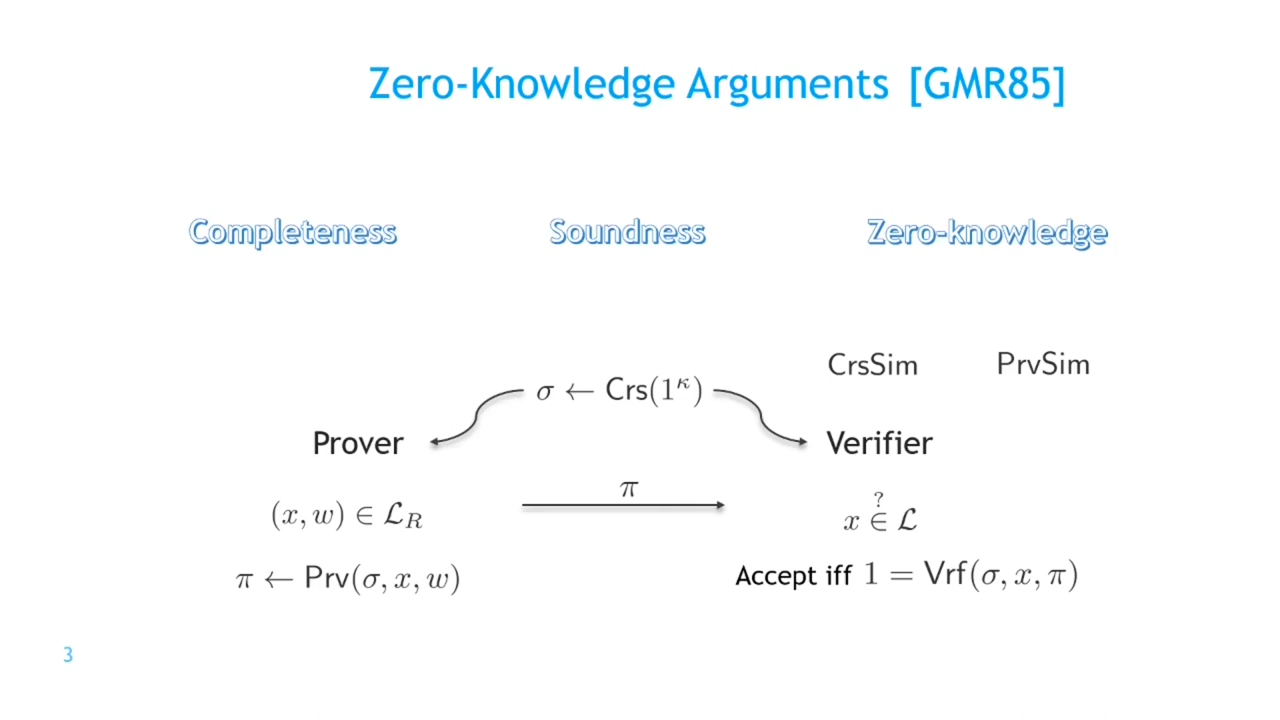 Zero-Knowledge Arguments [GMR85]
Completeness Soundness Zero-knowledge
CrsSim PrvSim
σ ← Crs(1^κ)
Prover Verifier
π
(x, w) ∈ ℒ_R
x ∈^? ℒ
π ← Prv(σ, x, w)
Accept iff 1 = Vrf(σ, x, π)
3